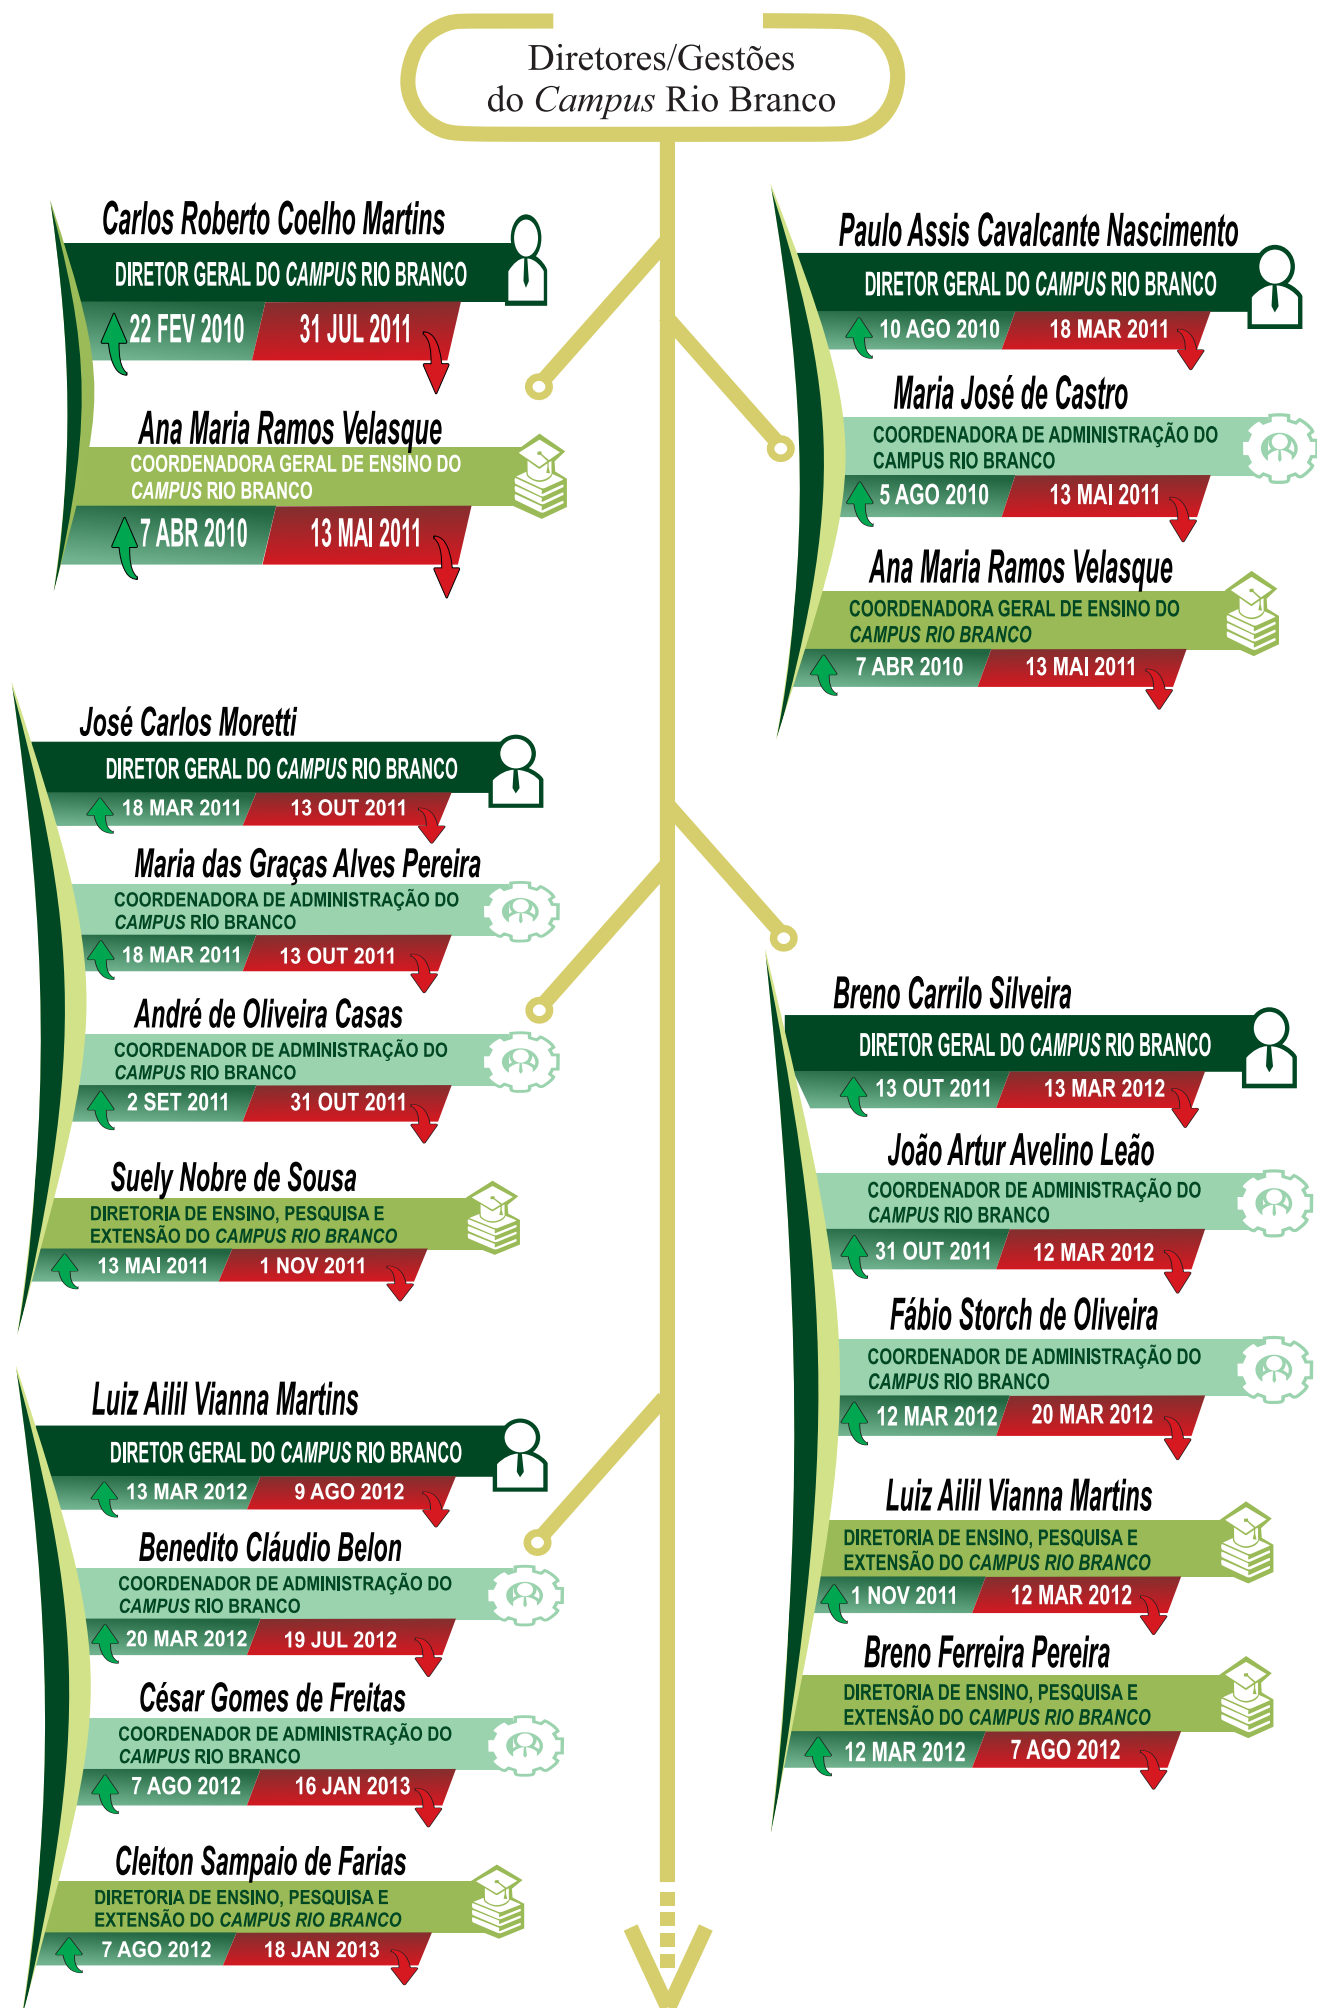 Diretores/Gestões
do Campus Rio Branco
Carlos Roberto Coelho Martins
DIRETOR GERAL DO CAMPUS RIO BRANCO
22 FEV 2010 31 JUL 2011
Ana Maria Ramos Velasque
COORDENADORA GERAL DE ENSINO DO
CAMPUS RIO BRANCO
7 ABR 2010 13 MAI 2011
Paulo Assis Cavalcante Nascimento
DIRETOR GERAL DO CAMPUS RIO BRANCO
10 AGO 2010 18 MAR 2011
Maria José de Castro
COORDENADORA DE ADMINISTRAÇÃO DO
CAMPUS RIO BRANCO
5 AGO 2010 13 MAI 2011
Ana Maria Ramos Velasque
COORDENADORA GERAL DE ENSINO DO
CAMPUS RIO BRANCO
7 ABR 2010 13 MAI 2011
José Carlos Moretti
DIRETOR GERAL DO CAMPUS RIO BRANCO
18 MAR 2011 13 OUT 2011
Maria das Graças Alves Pereira
COORDENADORA DE ADMINISTRAÇÃO DO
CAMPUS RIO BRANCO
18 MAR 2011 13 OUT 2011
André de Oliveira Casas
COORDENADOR DE ADMINISTRAÇÃO DO
CAMPUS RIO BRANCO
2 SET 2011 31 OUT 2011
Suely Nobre de Sousa
DIRETORIA DE ENSINO, PESQUISA E
EXTENSÃO DO CAMPUS RIO BRANCO
13 MAI 2011 1 NOV 2011
Breno Carrilo Silveira
DIRETOR GERAL DO CAMPUS RIO BRANCO
13 OUT 2011 13 MAR 2012
João Artur Avelino Leão
COORDENADOR DE ADMINISTRAÇÃO DO
CAMPUS RIO BRANCO
31 OUT 2011 12 MAR 2012
Fábio Storch de Oliveira
COORDENADOR DE ADMINISTRAÇÃO DO
CAMPUS RIO BRANCO
12 MAR 2012 20 MAR 2012
Luiz Ailil Vianna Martins
DIRETORIA DE ENSINO, PESQUISA E
EXTENSÃO DO CAMPUS RIO BRANCO
1 NOV 2011 12 MAR 2012
Breno Ferreira Pereira
DIRETORIA DE ENSINO, PESQUISA E
EXTENSÃO DO CAMPUS RIO BRANCO
12 MAR 2012 7 AGO 2012
Luiz Ailil Vianna Martins
DIRETOR GERAL DO CAMPUS RIO BRANCO
13 MAR 2012 9 AGO 2012
Benedito Cláudio Belon
COORDENADOR DE ADMINISTRAÇÃO DO
CAMPUS RIO BRANCO
20 MAR 2012 19 JUL 2012
César Gomes de Freitas
COORDENADOR DE ADMINISTRAÇÃO DO
CAMPUS RIO BRANCO
7 AGO 2012 16 JAN 2013
Cleiton Sampaio de Farias
DIRETORIA DE ENSINO, PESQUISA E
EXTENSÃO DO CAMPUS RIO BRANCO
7 AGO 2012 18 JAN 2013